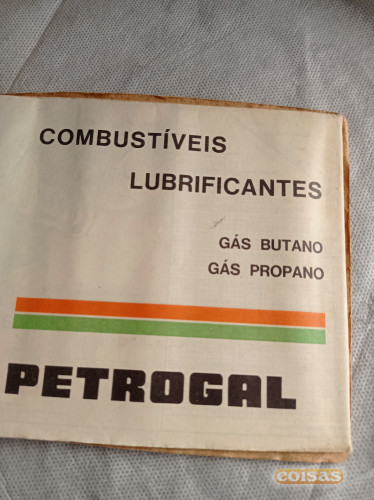 COMBUSTÍVEIS
LUBRIFICANTES
GÁS BUTANO
GÁS PROPANO
PETROGAL
coisas